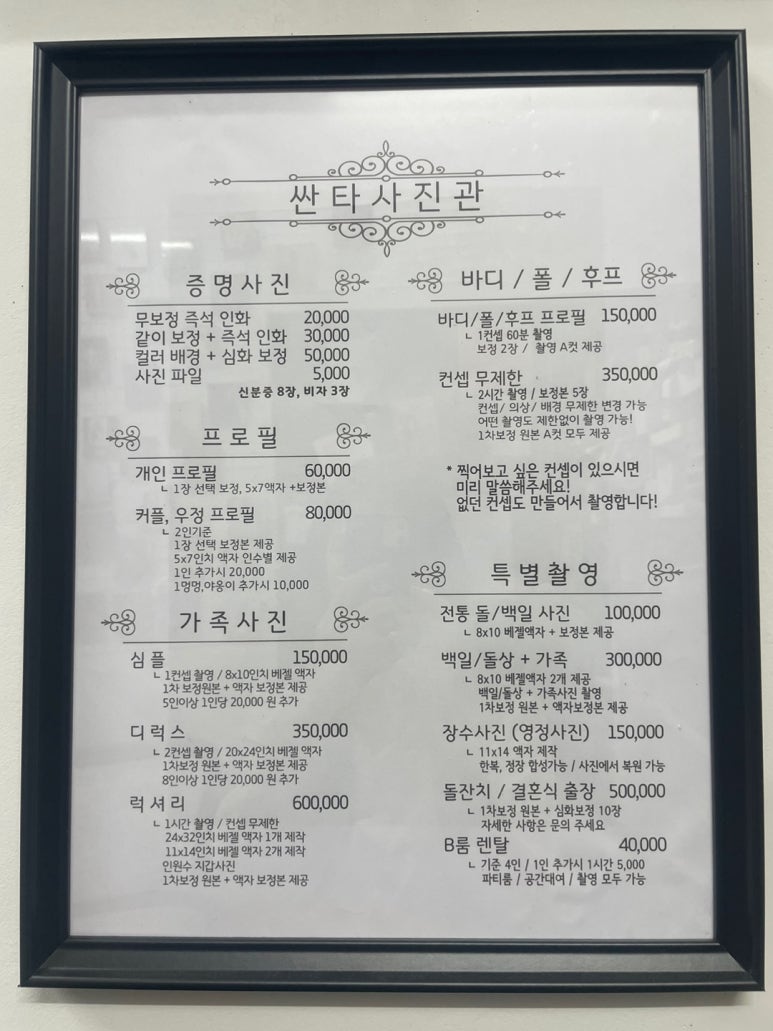 싼타사진관
증명사진
무보정 즉석 인화 20,000
같이 보정 + 즉석 인화 30,000
컬러 배경 + 심화 보정 50,000
사진 파일 5,000
신분증 8장, 비자 3장
프로필
개인 프로필 60,000
ㄴ 1장 선택 보정, 5x7액자 +보정본
커플, 우정 프로필 80,000
ㄴ 2인기준
1장 선택 보정본 제공
5x7인치 액자 인수별 제공
1인 추가시 20,000
1멍멍,야옹이 추가시 10,000
가족사진
심플 150,000
ㄴ 1컨셉 촬영 / 8x10인치 베젤 액자
1차 보정원본 + 액자 보정본 제공
5인이상 1인당 20,000 원 추가
디럭스 350,000
ㄴ 2컨셉 촬영 / 20x24인치 베젤 액자
1차보정 원본 + 액자 보정본 제공
8인이상 1인당 20,000 원 추가
럭셔리 600,000
ㄴ 1시간 촬영 / 컨셉 무제한
24x32인치 베젤 액자 1개 제작
11x14인치 베젤 액자 2개 제작
인원수 지갑사진
1차보정 원본 + 액자 보정본 제공
바디 / 폴 / 후프
바디/폴/후프 프로필 150,000
ㄴ 1컨셉 60분 촬영
보정 2장 / 촬영 A컷 제공
컨셉 무제한 350,000
ㄴ 2시간 촬영 / 보정본 5장
컨셉/ 의상/ 배경 무제한 변경 가능
어떤 촬영도 제한없이 촬영 가능!
1차보정 원본 A컷 모두 제공
* 찍어보고 싶은 컨셉이 있으시면
미리 말씀해주세요!
없던 컨셉도 만들어서 촬영합니다!
특별촬영
전통 돌/백일 사진 100,000
ㄴ 8x10 베젤액자 + 보정본 제공
백일/돌상 + 가족 300,000
ㄴ 8x10 베젤액자 2개 제공
백일/돌상 + 가족사진 촬영
1차보정 원본 + 액자보정본 제공
장수사진 (영정사진) 150,000
ㄴ 11x14 액자 제작
한복, 정장 합성가능 / 사진에서 복원 가능
돌잔치 / 결혼식 출장 500,000
ㄴ 1차보정 원본 + 심화보정 10장
자세한 사항은 문의 주세요
B룸 렌탈 40,000
ㄴ 기준 4인 / 1인 추가시 1시간 5,000
파티룸 / 공간대여 / 촬영 모두 가능